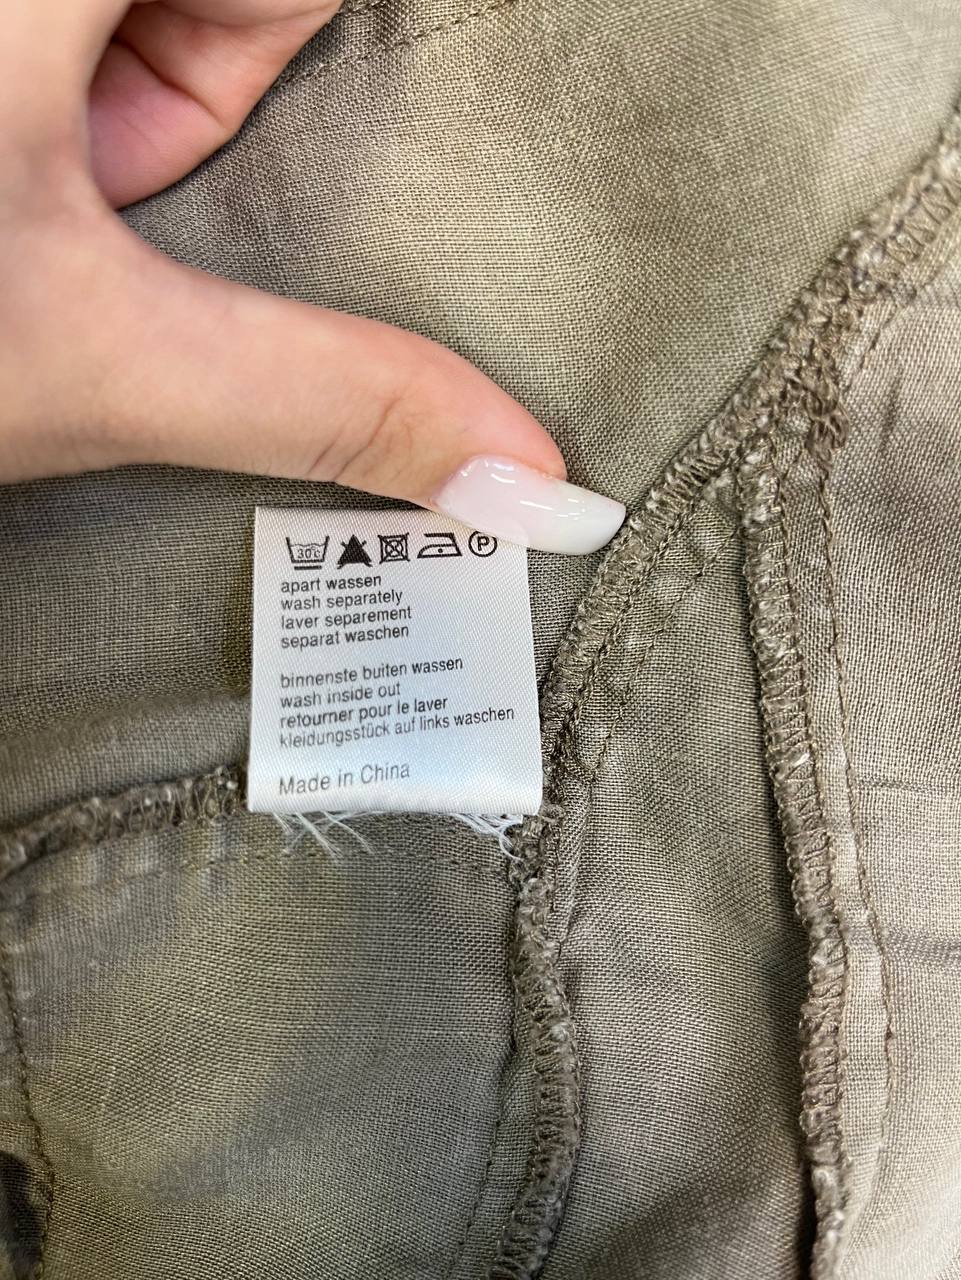 30c P
apart wassen
wash separately
laver separement
separat waschen
binnenste buiten wassen
wash inside out
retourner pour le laver
kleidungsstück auf links waschen
Made in China